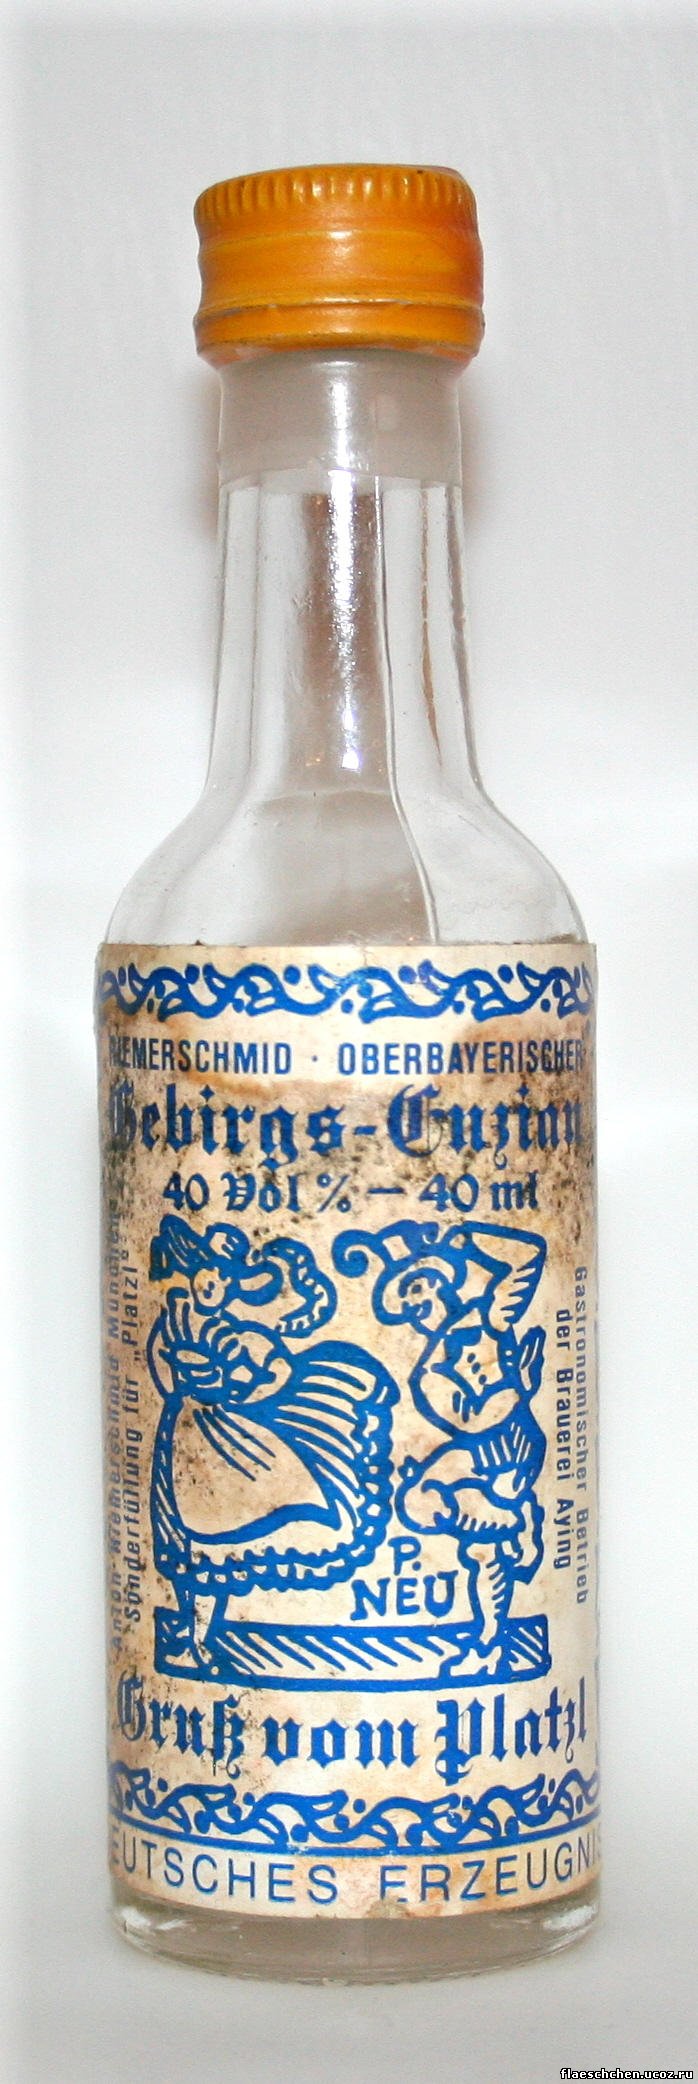 RIEMERSCHMID · OBERBAYERISCHER
Gebirgs-Enzian
40 Vol % – 40 ml
Anton Riemerschmid München
Sonderfüllung für „Platzl“
Gastronomischer Betrieb
der Brauerei Aying
P.
NEU
Gruß vom Platzl
DEUTSCHES ERZEUGNIS
flaeschchen.ucoz.ru